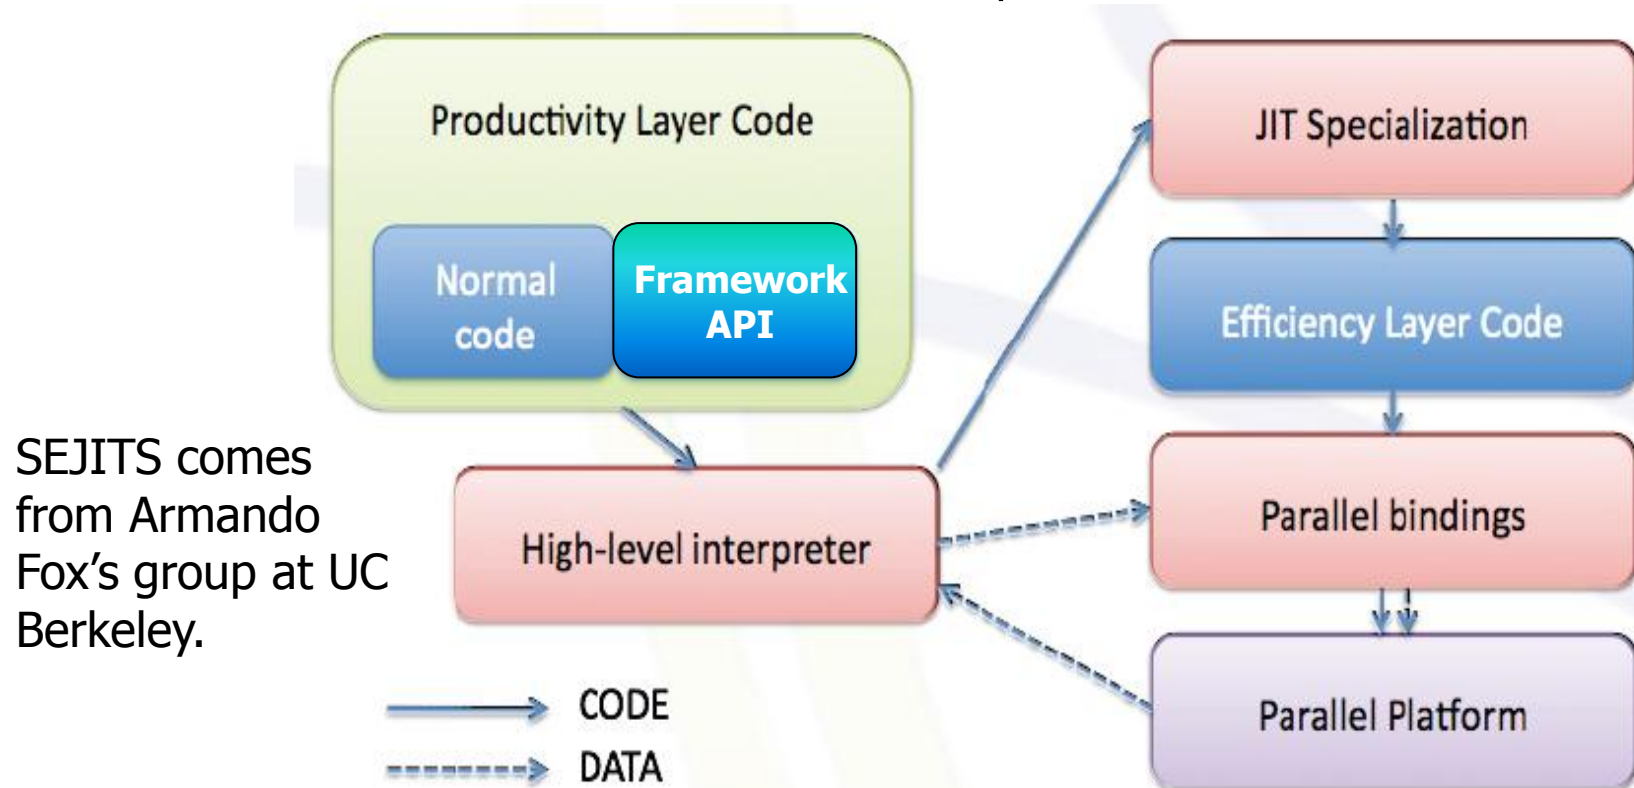 Productivity Layer Code
Normal
code
Framework
API
JIT Specialization
Efficiency Layer Code
SEJITS comes
from Armando
Fox’s group at UC
Berkeley.
High-level interpreter
Parallel bindings
Parallel Platform
CODE
DATA